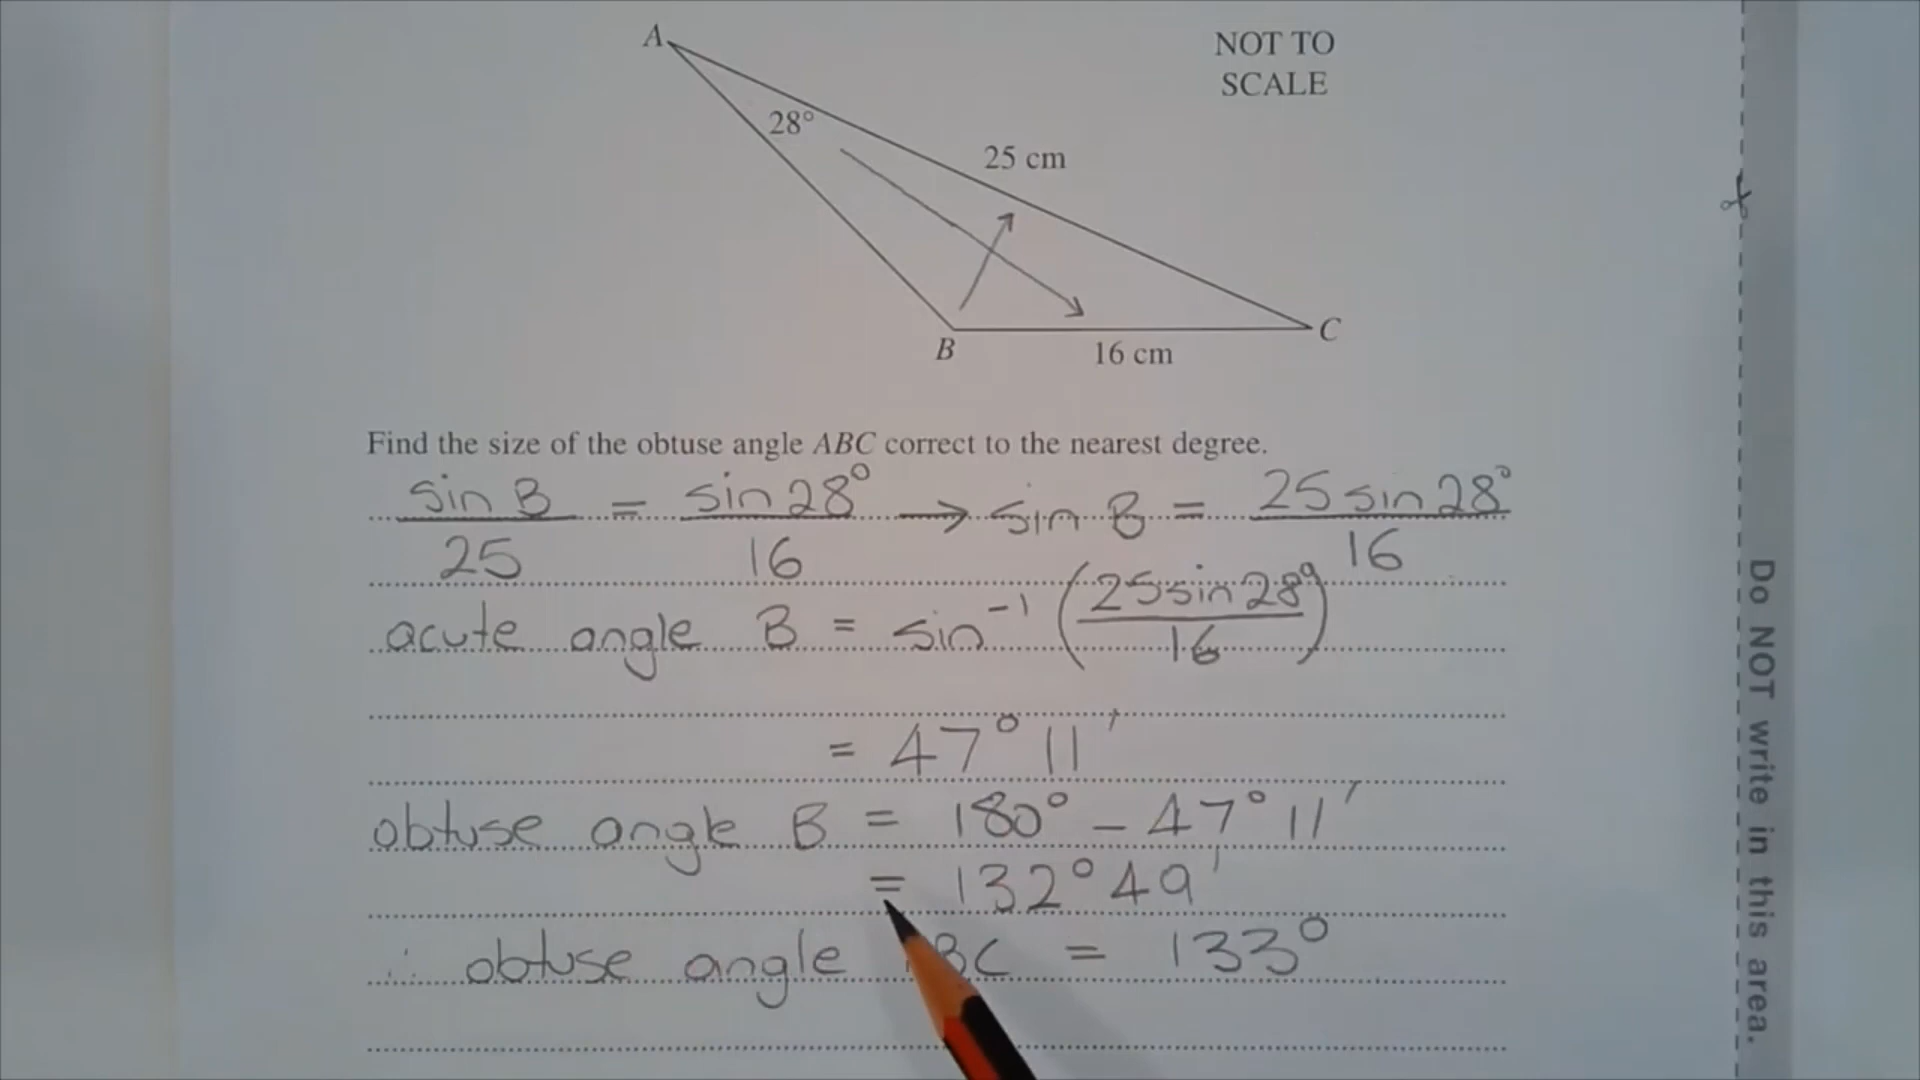 A
NOT TO
SCALE
28°
25 cm
B
16 cm
C
Find the size of the obtuse angle ABC correct to the nearest degree.
sin B / 25 = sin 28° / 16 → sin B = 25 sin 28° / 16
acute angle B = sin⁻¹ (25 sin 28° / 16)
= 47° 11'
obtuse angle B = 180° - 47° 11'
= 132° 49'
∴ obtuse angle BC = 133°
Do NOT write in this area.